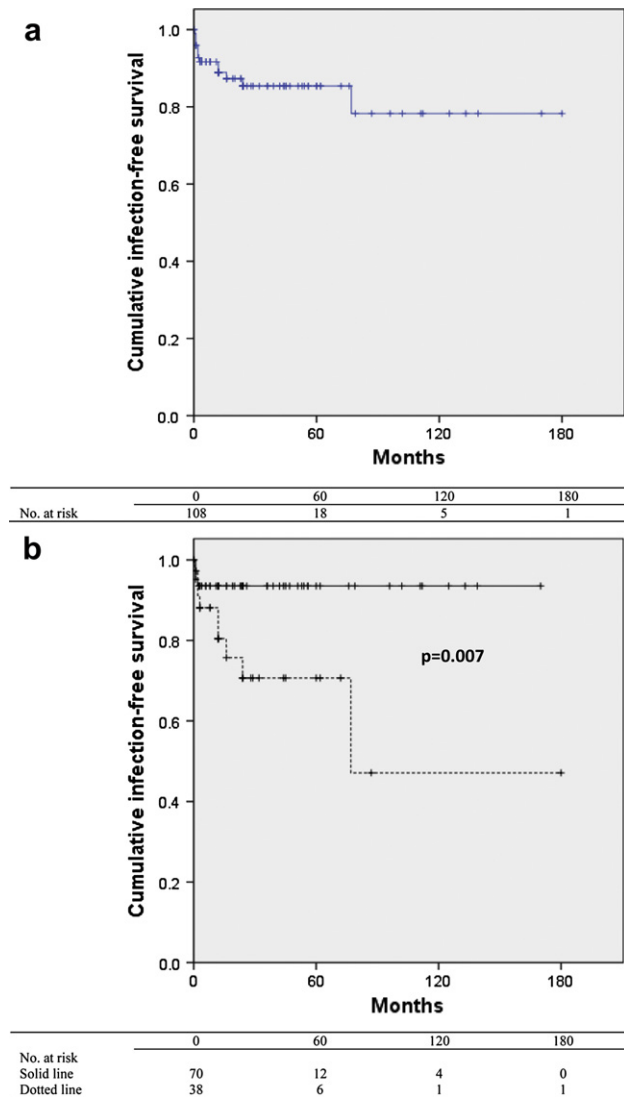 a
Cumulative infection-free survival
1.0
0.8
0.6
0.4
0.2
0.0
0 60 120 180
Months
0 60 120 180
No. at risk 108 18 5 1
b
Cumulative infection-free survival
1.0
0.8
0.6
0.4
0.2
0.0
p=0.007
0 60 120 180
Months
0 60 120 180
No. at risk
Solid line 70 12 4 0
Dotted line 38 6 1 1